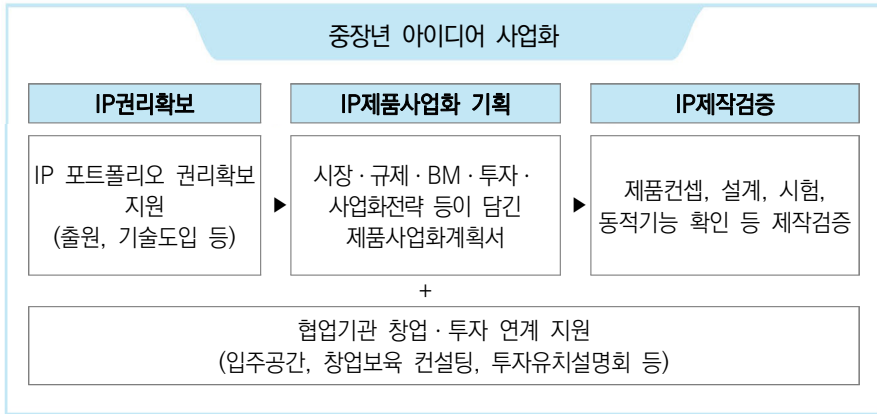 중장년 아이디어 사업화
IP권리확보
IP 포트폴리오 권리확보
지원
(출원, 기술도입 등)
▶
IP제품사업화 기획
시장 · 규제 · BM · 투자 ·
사업화전략 등이 담긴
제품사업화계획서
▶
IP제작검증
제품컨셉, 설계, 시험,
동적기능 확인 등 제작검증
+
협업기관 창업 · 투자 연계 지원
(입주공간, 창업보육 컨설팅, 투자유치설명회 등)